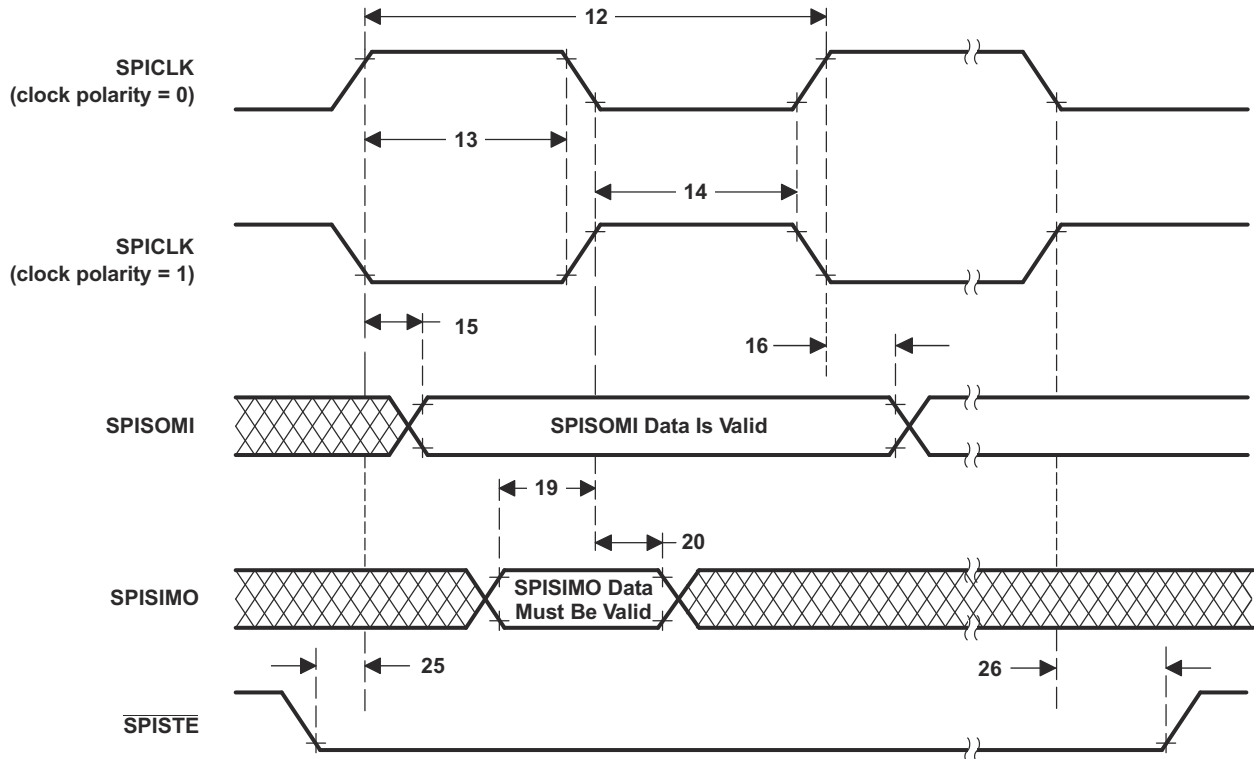 12
SPICLK
(clock polarity = 0)
13
14
SPICLK
(clock polarity = 1)
15
16
SPISOMI
SPISOMI Data Is Valid
19
20
SPISIMO
SPISIMO Data
Must Be Valid
25
26
SPISTE